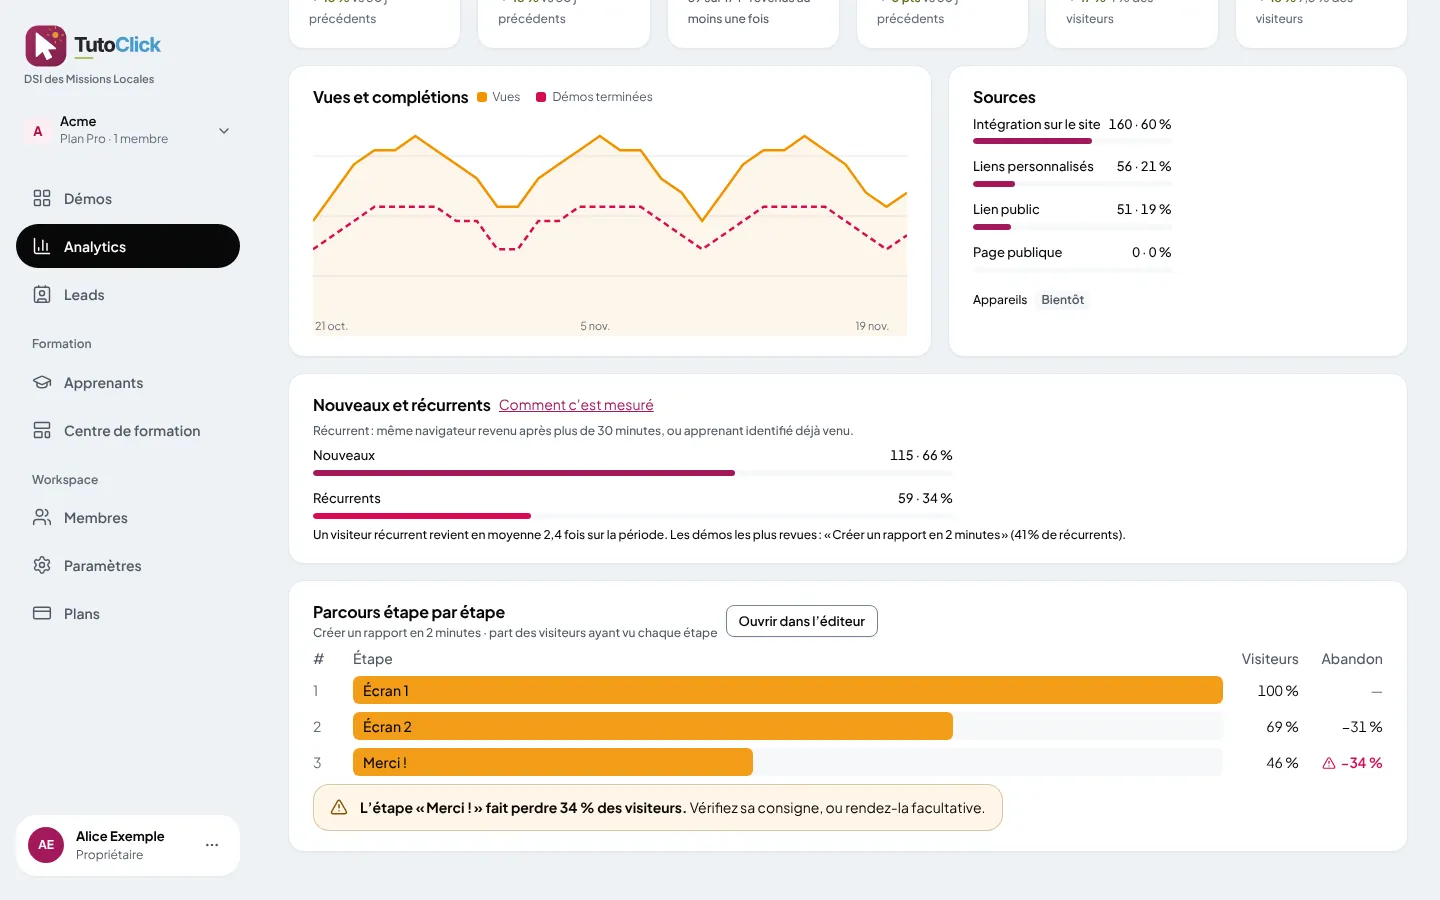 TutoClick
DSI des Missions Locales
A
Acme
Plan Pro · 1 membre
Démos
Analytics
Leads
Formation
Apprenants
Centre de formation
Workspace
Membres
Paramètres
Plans
AE
Alice Exemple
Propriétaire
précédents
précédents
moins une fois
précédents
visiteurs
visiteurs
Vues et complétions
Vues
Démos terminées
21 oct.
5 nov.
19 nov.
Sources
Intégration sur le site 160 · 60 %
Liens personnalisés 56 · 21 %
Lien public 51 · 19 %
Page publique 0 · 0 %
Appareils Bientôt
Nouveaux et récurrents Comment c’est mesuré
Récurrent : même navigateur revenu après plus de 30 minutes, ou apprenant identifié déjà venu.
Nouveaux 115 · 66 %
Récurrents 59 · 34 %
Un visiteur récurrent revient en moyenne 2,4 fois sur la période. Les démos les plus revues : « Créer un rapport en 2 minutes » (41 % de récurrents).
Parcours étape par étape
Créer un rapport en 2 minutes · part des visiteurs ayant vu chaque étape
Ouvrir dans l’éditeur
# Étape Visiteurs Abandon
1 Écran 1 100 % —
2 Écran 2 69 % −31 %
3 Merci ! 46 % −34 %
L’étape « Merci ! » fait perdre 34 % des visiteurs. Vérifiez sa consigne, ou rendez-la facultative.